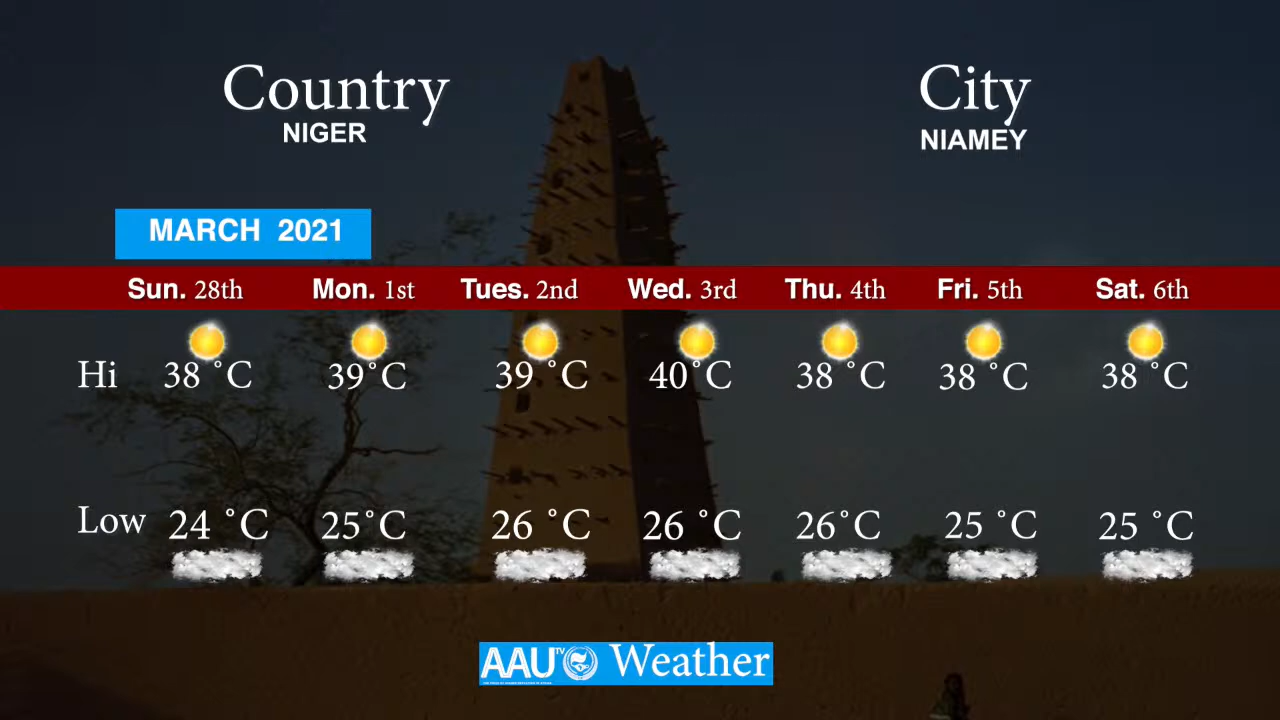 Country
NIGER
City
NIAMEY
MARCH 2021
Sun. 28th Mon. 1st Tues. 2nd Wed. 3rd Thu. 4th Fri. 5th Sat. 6th
Hi 38 °C 39°C 39 °C 40°C 38 °C 38 °C 38 °C
Low 24 °C 25°C 26 °C 26 °C 26°C 25 °C 25 °C
AAU TV Weather